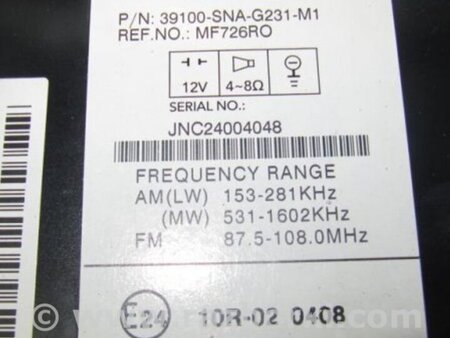 P/N: 39100-SNA-G231-M1
REF.NO.: MF726RO
12V 4~8Ω
SERIAL NO.:
JNC24004048
FREQUENCY RANGE
AM(LW) 153-281KHz
(MW) 531-1602KHz
FM 87.5-108.0MHz
E24 10R-02 0408